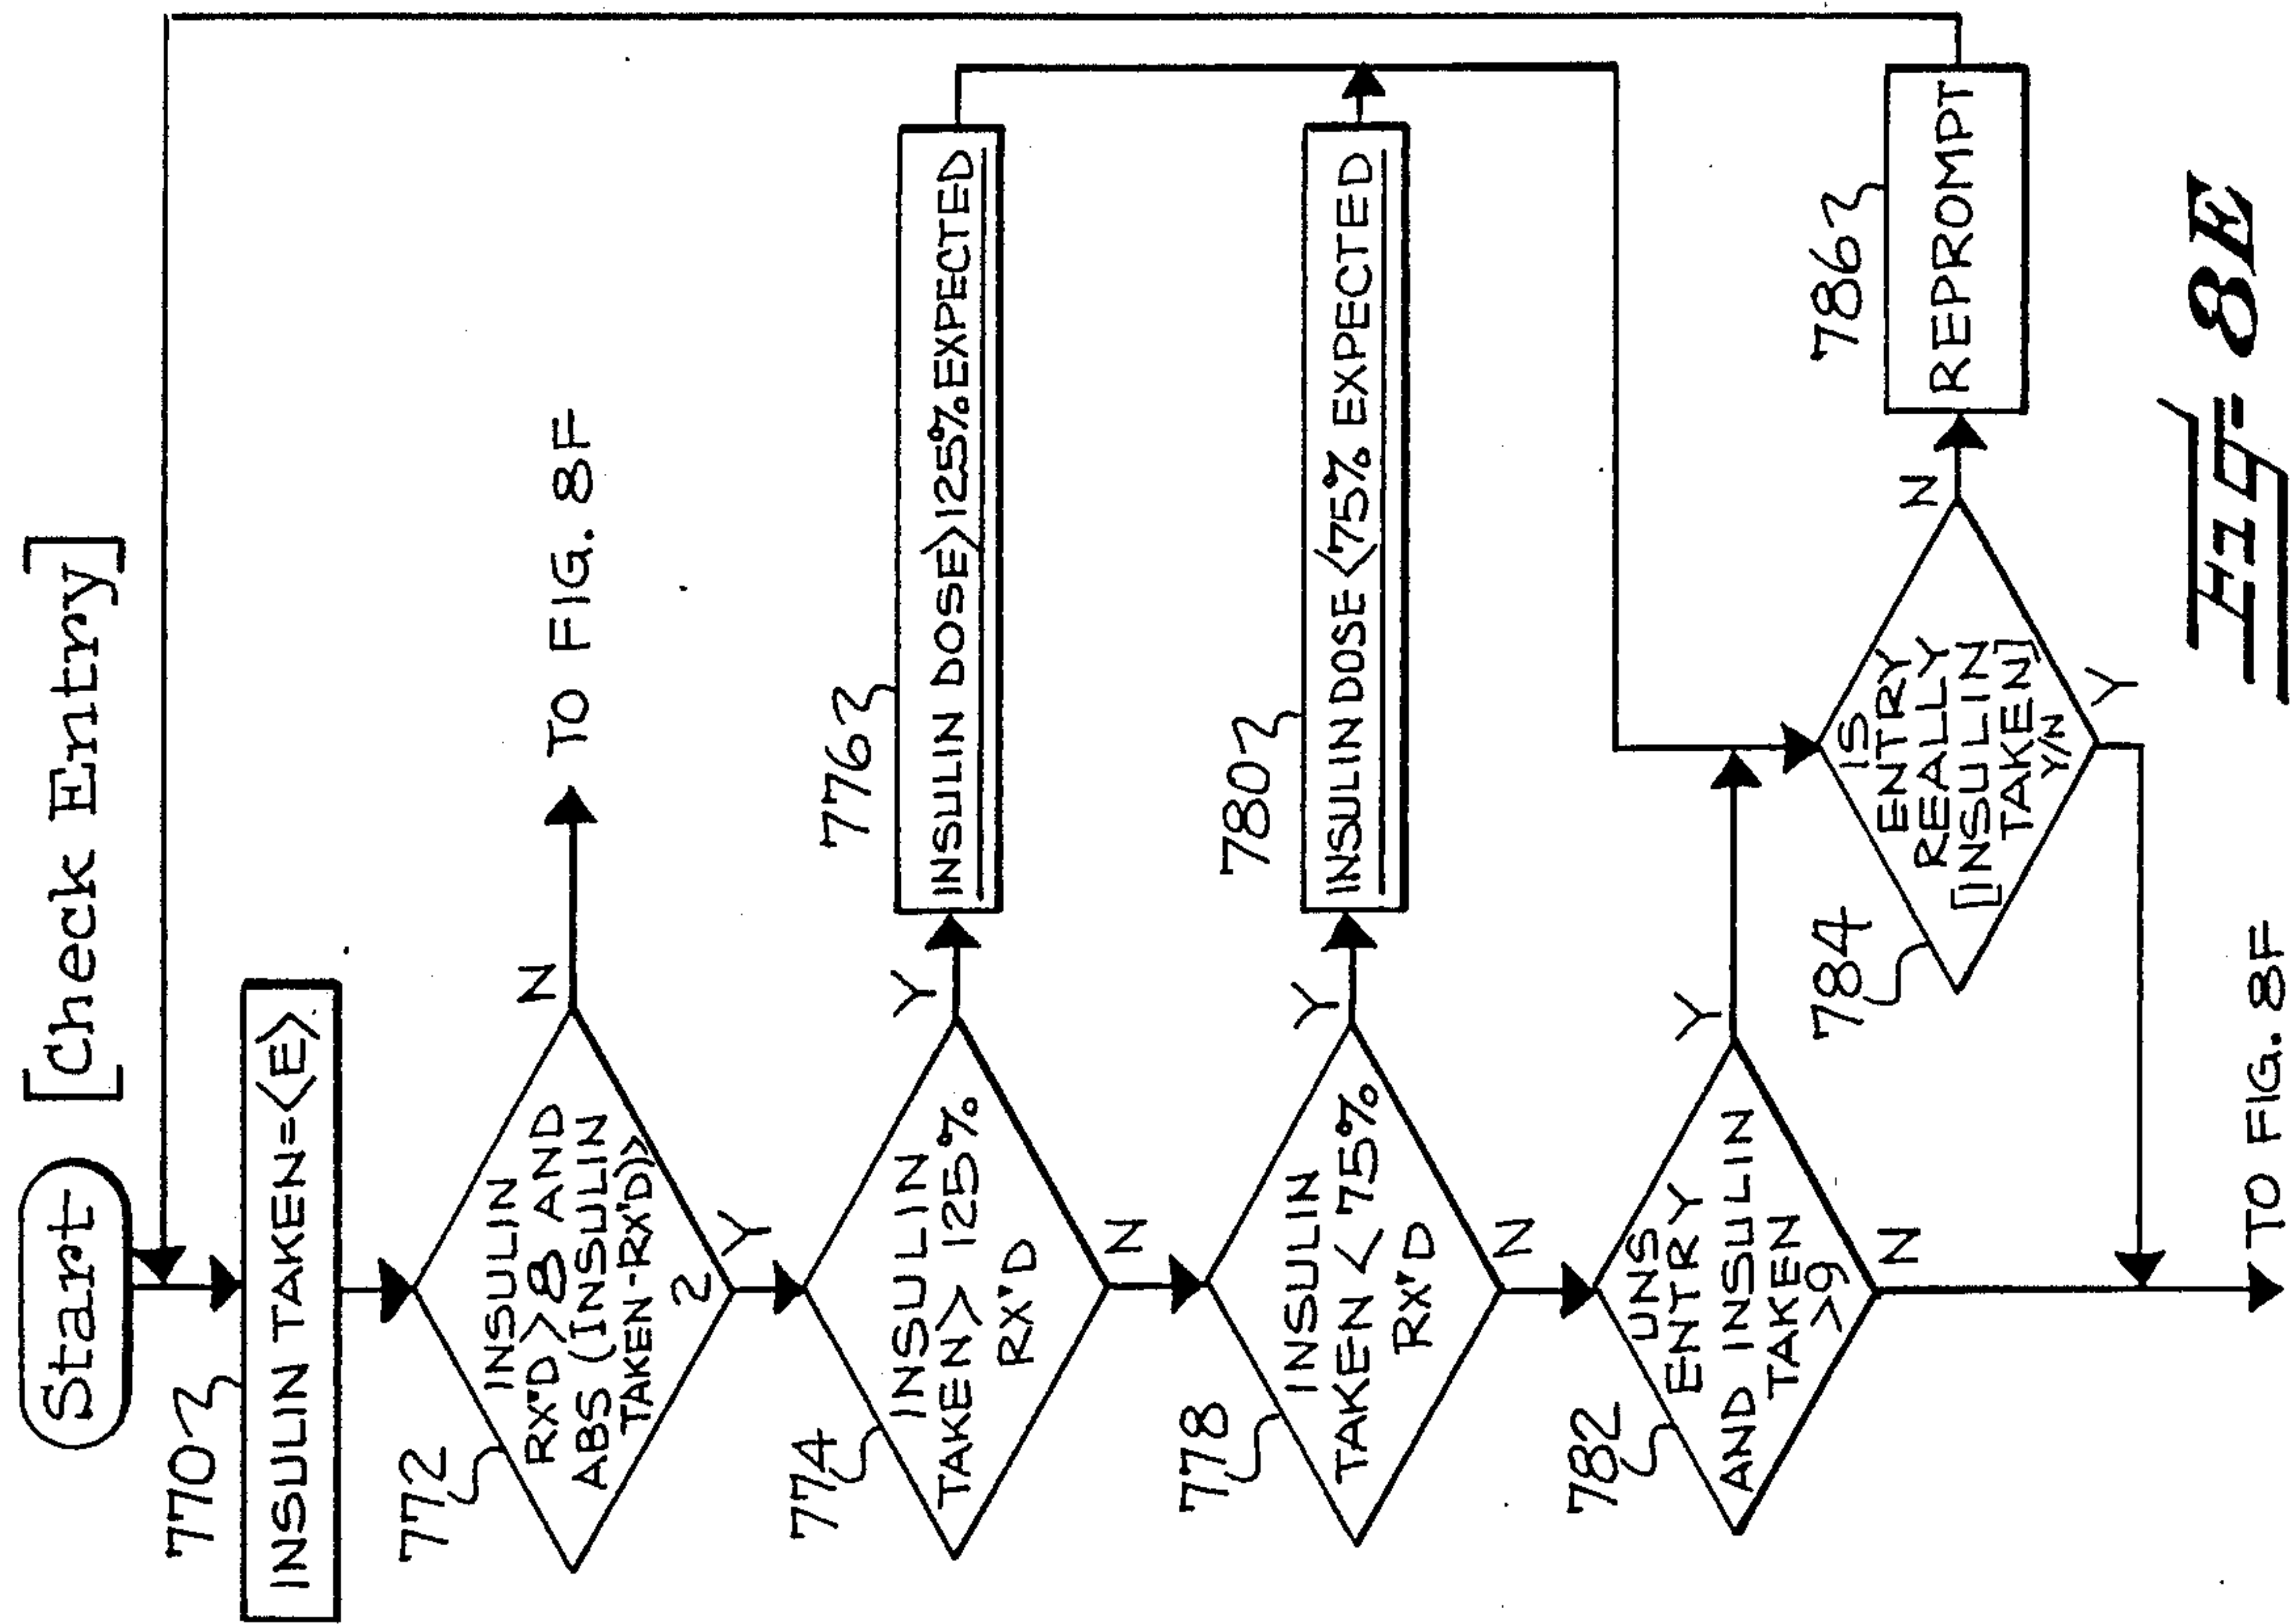 Start [Check Entry]
770
INSULIN TAKEN=<E>
772
INSULIN
RX'D>8 AND
ABS (INSULIN
TAKEN-RX'D)>
2
N
TO FIG. 8F
Y
774
INSULIN
TAKEN> 125%
RX'D
Y
776
INSULIN DOSE>125% EXPECTED
N
778
INSULIN
TAKEN < 75%
RX'D
Y
780
INSULIN DOSE <75% EXPECTED
N
782
UNS
ENTRY
AND INSULIN
TAKEN
>9
Y
N
784
IS
ENTRY
REALLY
[INSULIN
TAKEN]
Y/N
N
Y
786
REPROMPT
TO FIG. 8F
Fig- 8E